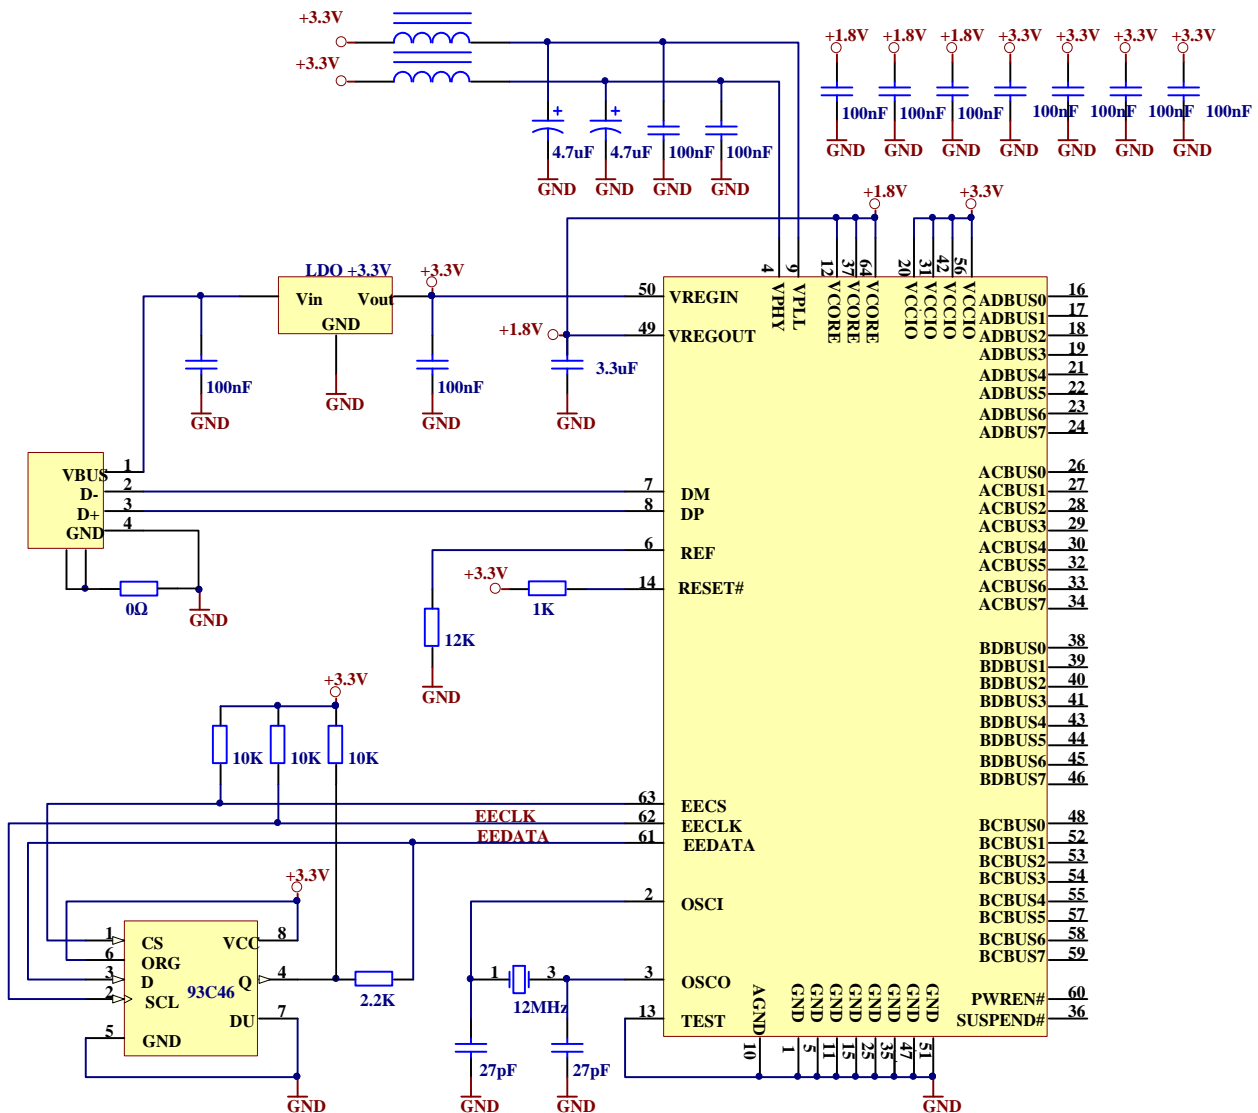 +3.3V
+3.3V
4.7uF
4.7uF
100nF
100nF
GND
GND
GND
GND
+1.8V
+1.8V
+1.8V
+3.3V
+3.3V
+3.3V
+3.3V
100nF
100nF
100nF
100nF
100nF
100nF
100nF
GND
GND
GND
GND
GND
GND
GND
+1.8V
+3.3V
LDO +3.3V
Vin
Vout
GND
+3.3V
100nF
GND
GND
100nF
GND
+1.8V
3.3uF
GND
VBUS 1
D- 2
D+ 3
GND 4
0Ω
GND
12K
GND
+3.3V
1K
50 VREGIN
49 VREGOUT
7 DM
8 DP
6 REF
14 RESET#
63 EECS
62 EECLK
61 EEDATA
2 OSCI
3 OSCO
13 TEST
4 VPHY
9 VPLL
12 VCORE
37 VCORE
64 VCORE
20 VCCIO
31 VCCIO
42 VCCIO
56 VCCIO
ADBUS0 16
ADBUS1 17
ADBUS2 18
ADBUS3 19
ADBUS4 21
ADBUS5 22
ADBUS6 23
ADBUS7 24
ACBUS0 26
ACBUS1 27
ACBUS2 28
ACBUS3 29
ACBUS4 30
ACBUS5 32
ACBUS6 33
ACBUS7 34
BDBUS0 38
BDBUS1 39
BDBUS2 40
BDBUS3 41
BDBUS4 43
BDBUS5 44
BDBUS6 45
BDBUS7 46
BCBUS0 48
BCBUS1 52
BCBUS2 53
BCBUS3 54
BCBUS4 55
BCBUS5 57
BCBUS6 58
BCBUS7 59
PWREN# 60
SUSPEND# 36
AGND 10
GND 1
GND 5
GND 11
GND 15
GND 25
GND 35
GND 47
GND 51
GND
+3.3V
10K
10K
10K
EECLK
EEDATA
+3.3V
1 CS
6 ORG
3 D
2 SCL
5 GND
93C46
VCC 8
Q 4
DU 7
2.2K
GND
1
3
12MHz
27pF
27pF
GND
GND